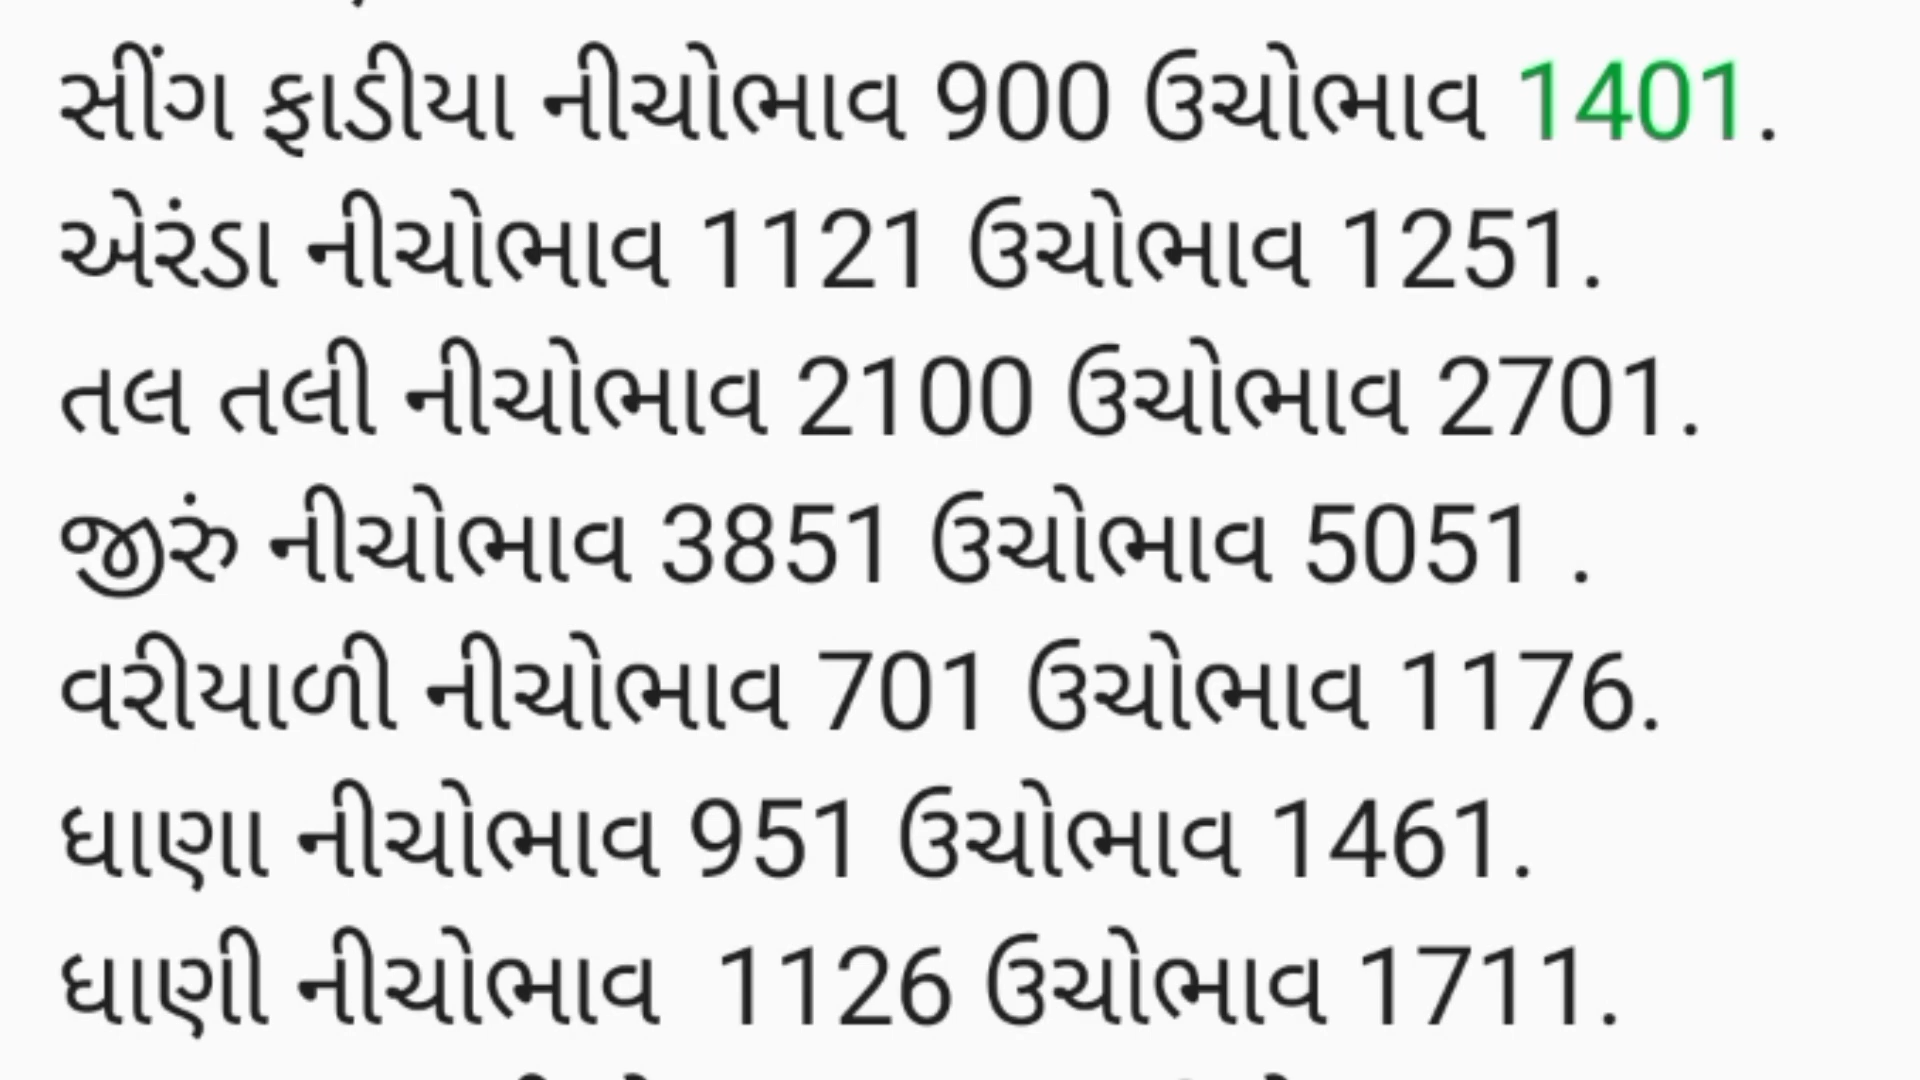 સીંગ ફાડીયા નીચોભાવ 900 ઉચોભાવ 1401.
એરંડા નીચોભાવ 1121 ઉચોભાવ 1251.
તલ તલી નીચોભાવ 2100 ઉચોભાવ 2701.
જીરું નીચોભાવ 3851 ઉચોભાવ 5051 .
વરીયાળી નીચોભાવ 701 ઉચોભાવ 1176.
ધાણા નીચોભાવ 951 ઉચોભાવ 1461.
ધાણી નીચોભાવ  1126 ઉચોભાવ 1711.